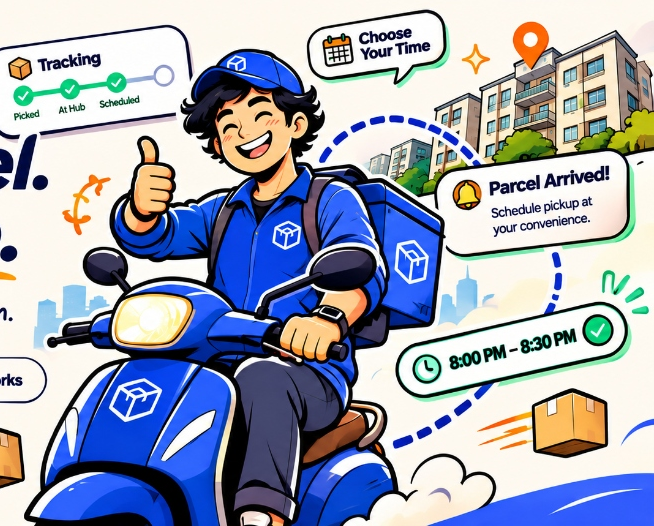 Tracking
Picked
At Hub
Scheduled
Choose
Your Time
Parcel Arrived!
Schedule pickup at
your convenience.
8:00 PM – 8:30 PM